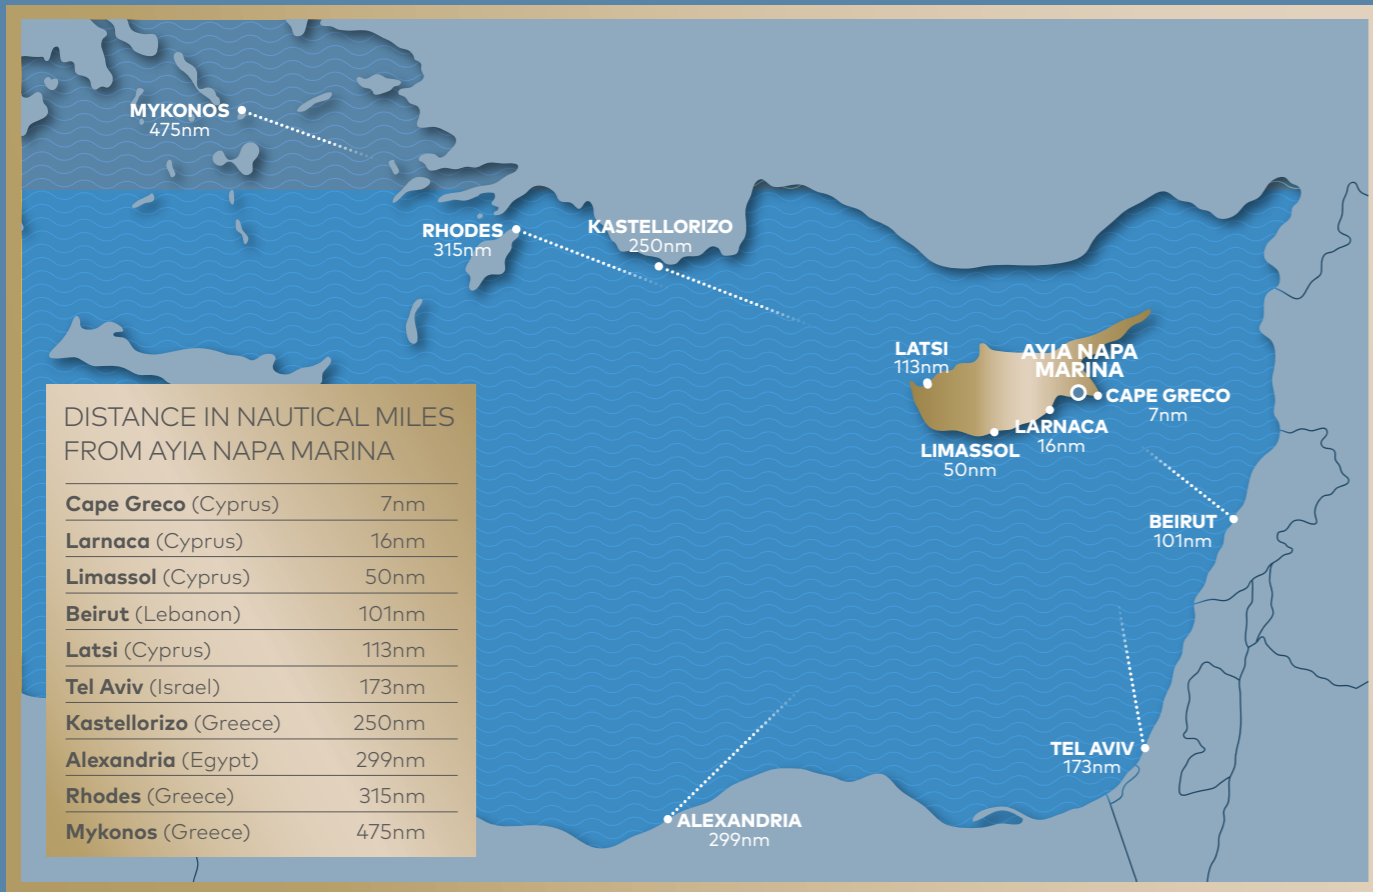 MYKONOS
475nm
RHODES
315nm
KASTELLORIZO
250nm
LATSI
113nm
AYIA NAPA
MARINA
CAPE GRECO
7nm
LARNACA
16nm
LIMASSOL
50nm
BEIRUT
101nm
TEL AVIV
173nm
ALEXANDRIA
299nm
DISTANCE IN NAUTICAL MILES
FROM AYIA NAPA MARINA
Cape Greco (Cyprus) 7nm
Larnaca (Cyprus) 16nm
Limassol (Cyprus) 50nm
Beirut (Lebanon) 101nm
Latsi (Cyprus) 113nm
Tel Aviv (Israel) 173nm
Kastellorizo (Greece) 250nm
Alexandria (Egypt) 299nm
Rhodes (Greece) 315nm
Mykonos (Greece) 475nm